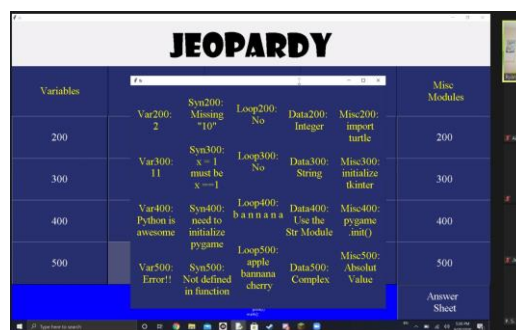 JEOPARDY
Variables
Misc
Modules
200
300
400
500
200
300
400
500
Answer
Sheet
Var200:
2
Syn200:
Missing
"10"
Loop200:
No
Data200:
Integer
Misc200:
import
turtle
Var300:
11
Syn300:
x = 1
must be
x ==1
Loop300:
No
Data300:
String
Misc300:
initialize
tkinter
Var400:
Python is
awesome
Syn400:
need to
initialize
pygame
Loop400:
b a n n a n a
Data400:
Use the
Str Module
Misc400:
pygame
.init()
Var500:
Error!!
Syn500:
Not defined
in function
Loop500:
apple
bannana
cherry
Data500:
Complex
Misc500:
Absolut
Value
Type here to search